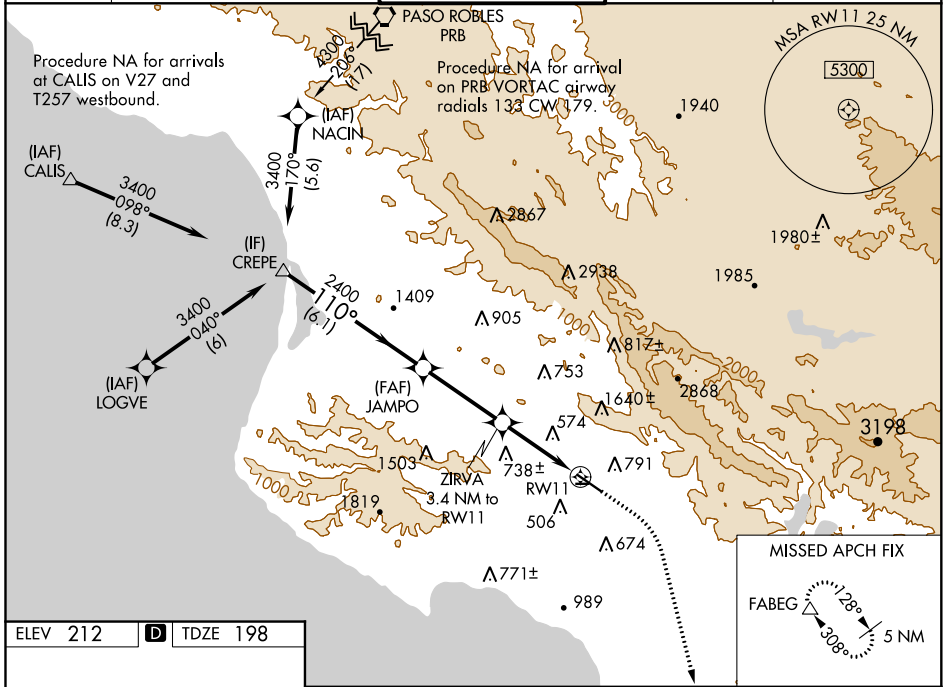 PASO ROBLES
PRB
MSA RW11 25 NM
5300
Procedure NA for arrivals
at CALIS on V27 and
T257 westbound.
4300
206°
(17)
Procedure NA for arrival
on PRB VORTAC airway
radials 133 CW 179.
1000
1940
(IAF)
NACIN
(IAF)
CALIS
3400
098°
(8.3)
3400
170°
(5.6)
2867
1980±
(IF)
CREPE
2938
1985
2400
110°
(6.1)
1409
1000
905
3400
040°
(6)
817±
2000
(IAF)
LOGVE
(FAF)
JAMPO
753
2868
1640±
574
3198
1503
738±
791
ZIRVA
3.4 NM to
RW11
RW11
1000
1819
506
674
771±
989
MISSED APCH FIX
FABEG
128°
308°
5 NM
ELEV 212
D
TDZE 198